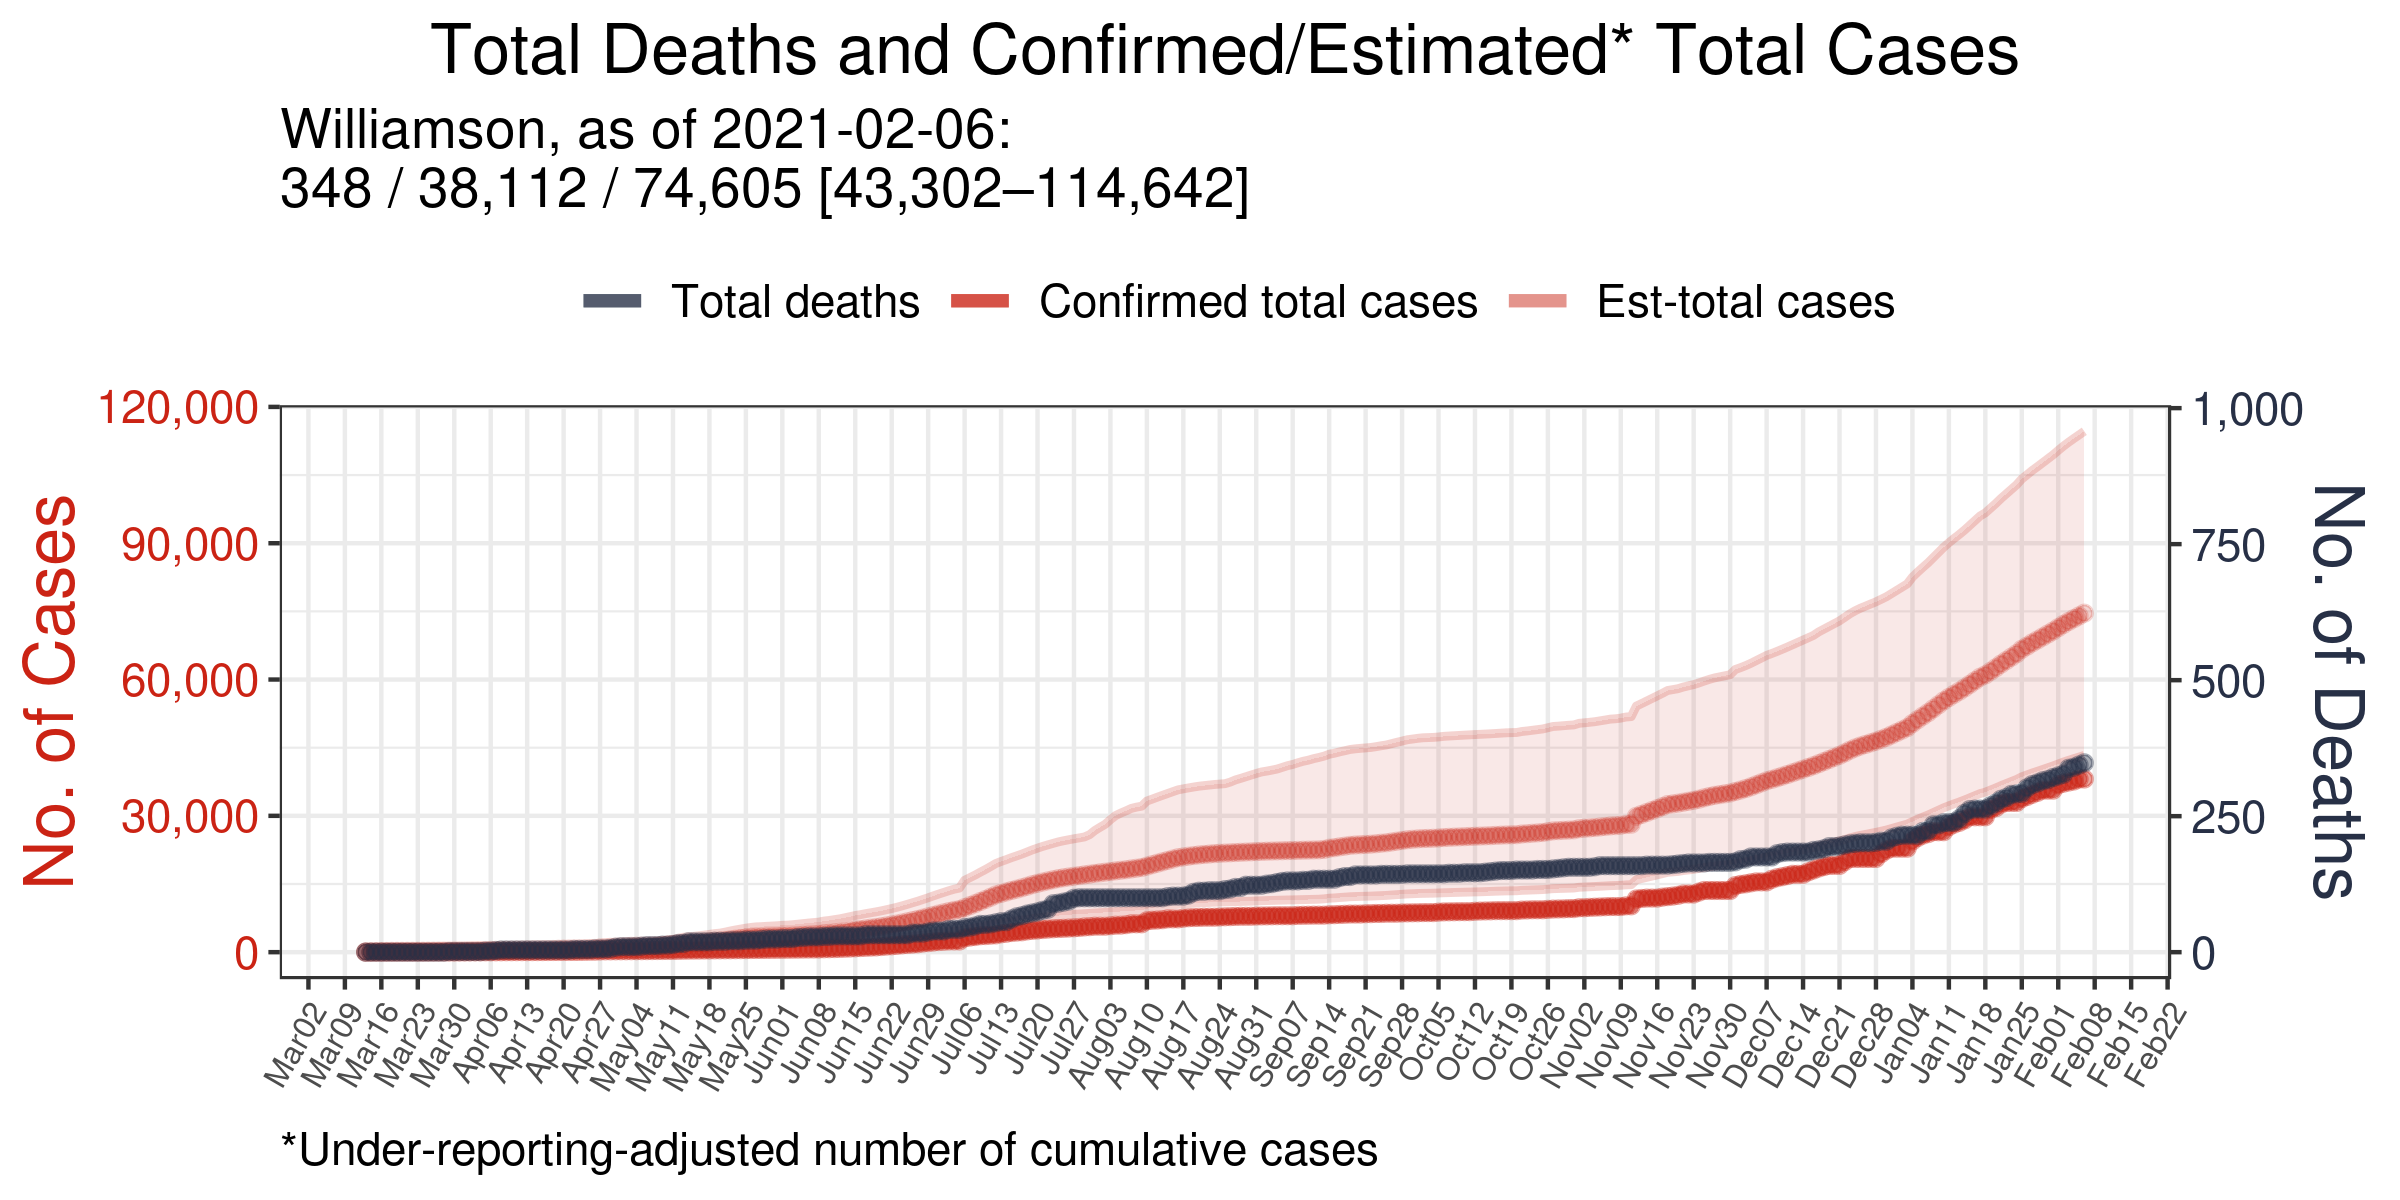 Total Deaths and Confirmed/Estimated* Total Cases
Williamson, as of 2021-02-06:
348 / 38,112 / 74,605 [43,302–114,642]
Total deaths
Confirmed total cases
Est-total cases
No. of Cases
120,000
90,000
60,000
30,000
0
1,000
750
500
250
0
No. of Deaths
Mar02
Mar09
Mar16
Mar23
Mar30
Apr06
Apr13
Apr20
Apr27
May04
May11
May18
May25
Jun01
Jun08
Jun15
Jun22
Jun29
Jul06
Jul13
Jul20
Jul27
Aug03
Aug10
Aug17
Aug24
Aug31
Sep07
Sep14
Sep21
Sep28
Oct05
Oct12
Oct19
Oct26
Nov02
Nov09
Nov16
Nov23
Nov30
Dec07
Dec14
Dec21
Dec28
Jan04
Jan11
Jan18
Jan25
Feb01
Feb08
Feb15
Feb22
*Under-reporting-adjusted number of cumulative cases